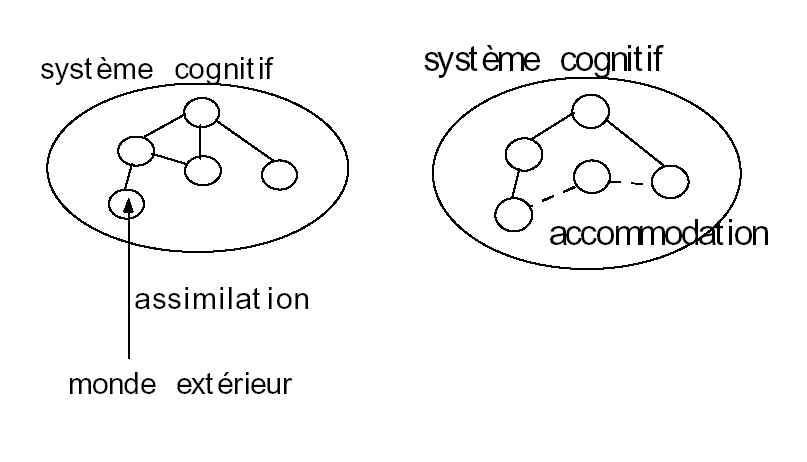 système cognitif
système cognitif
accommodation
assimilation
monde extérieur